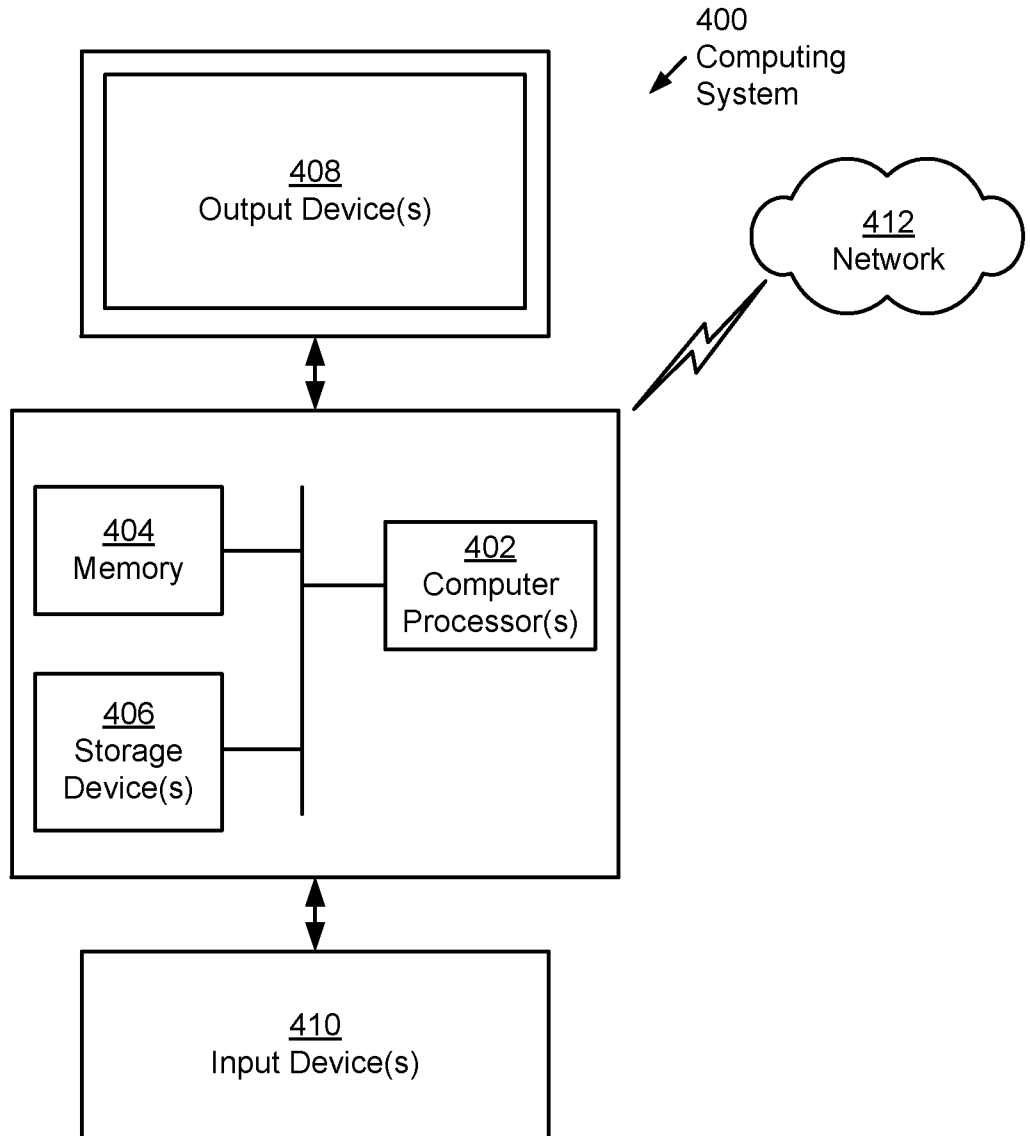 400
Computing
System
408
Output Device(s)
412
Network
404
Memory
402
Computer
Processor(s)
406
Storage
Device(s)
410
Input Device(s)